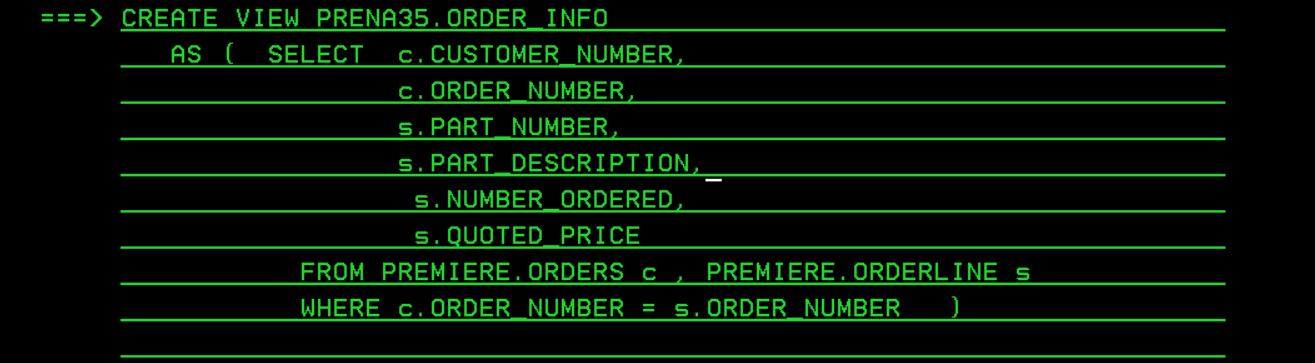 ===> CREATE VIEW PRENA35.ORDER_INFO
AS ( SELECT c.CUSTOMER_NUMBER,
c.ORDER_NUMBER,
s.PART_NUMBER,
s.PART_DESCRIPTION,_
s.NUMBER_ORDERED,
s.QUOTED_PRICE
FROM PREMIERE.ORDERS c , PREMIERE.ORDERLINE s
WHERE c.ORDER_NUMBER = s.ORDER_NUMBER )